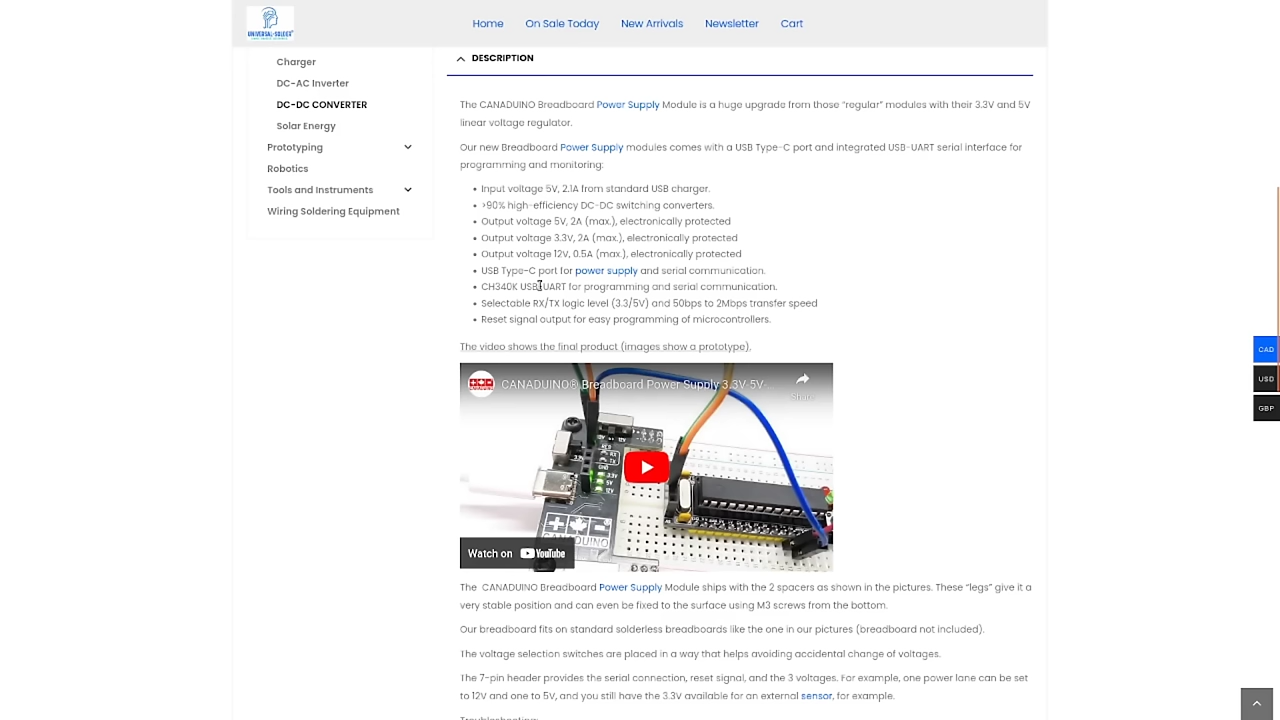 UNIVERSAL-SOLDER
Home On Sale Today New Arrivals Newsletter Cart
Charger
DC-AC Inverter
DC-DC CONVERTER
Solar Energy
Prototyping
Robotics
Tools and Instruments
Wiring Soldering Equipment
DESCRIPTION
The CANADUINO Breadboard Power Supply Module is a huge upgrade from those “regular” modules with their 3.3V and 5V
linear voltage regulator.
Our new Breadboard Power Supply modules comes with a USB Type-C port and integrated USB-UART serial interface for
programming and monitoring:
• Input voltage 5V, 2.1A from standard USB charger.
• >90% high-efficiency DC-DC switching converters.
• Output voltage 5V, 2A (max.), electronically protected
• Output voltage 3.3V, 2A (max.), electronically protected
• Output voltage 12V, 0.5A (max.), electronically protected
• USB Type-C port for power supply and serial communication.
• CH340K USB-UART for programming and serial communication.
• Selectable RX/TX logic level (3.3/5V) and 50bps to 2Mbps transfer speed
• Reset signal output for easy programming of microcontrollers.
The video shows the final product (images show a prototype).
CANADUINO® Breadboard Power Supply 3.3V-5V-
Share
12V
RES
RX
TX
GND
3.3V
5V
12V
CANADUINO
Watch on YouTube
The CANADUINO Breadboard Power Supply Module ships with the 2 spacers as shown in the pictures. These “legs” give it a
very stable position and can even be fixed to the surface using M3 screws from the bottom.
Our breadboard fits on standard solderless breadboards like the one in our pictures (breadboard not included).
The voltage selection switches are placed in a way that helps avoiding accidental change of voltages.
The 7-pin header provides the serial connection, reset signal, and the 3 voltages. For example, one power lane can be set
to 12V and one to 5V, and you still have the 3.3V available for an external sensor, for example.
Troubleshooting:
CAD
USD
GBP